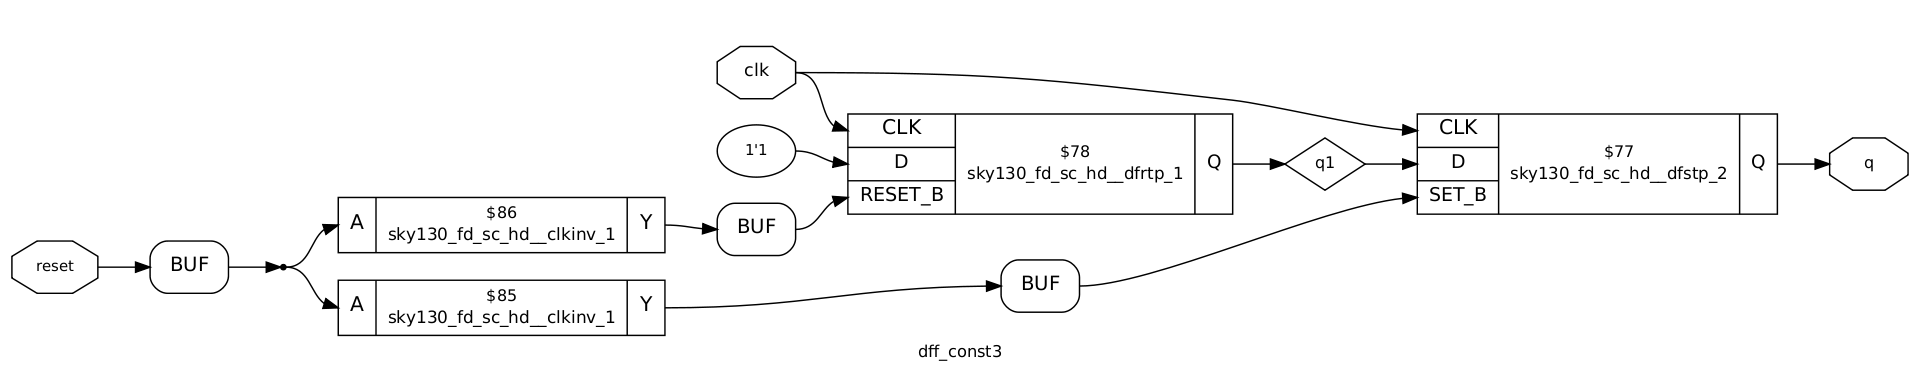 clk
1'1
CLK
D
RESET_B
$78
sky130_fd_sc_hd__dfrtp_1
Q
q1
CLK
D
SET_B
$77
sky130_fd_sc_hd__dfstp_2
Q
q
reset
BUF
A
$86
sky130_fd_sc_hd__clkinv_1
Y
BUF
A
$85
sky130_fd_sc_hd__clkinv_1
Y
BUF
dff_const3